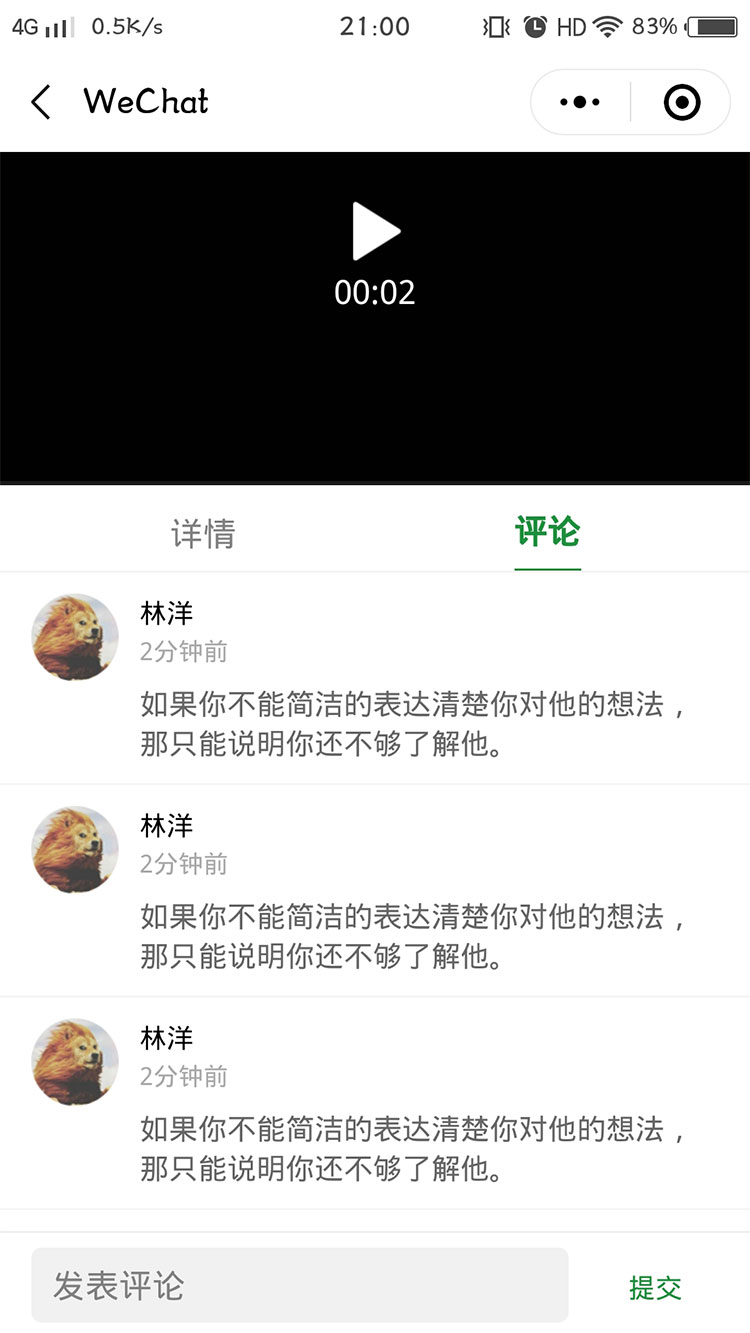 4G 0.5K/s 21:00 HD 83%
WeChat
00:02
详情 评论
林洋
2分钟前
如果你不能简洁的表达清楚你对他的想法，
那只能说明你还不够了解他。
林洋
2分钟前
如果你不能简洁的表达清楚你对他的想法，
那只能说明你还不够了解他。
林洋
2分钟前
如果你不能简洁的表达清楚你对他的想法，
那只能说明你还不够了解他。
发表评论 提交